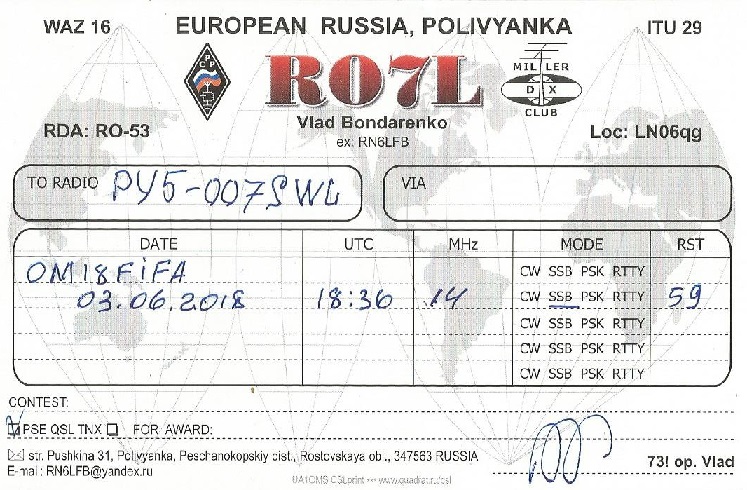 WAZ 16 EUROPEAN RUSSIA, POLIVYANKA ITU 29
RO7L
MILLER
DX
CLUB
Vlad Bondarenko
RDA: RO-53 ex: RN6LFB Loc: LN06qg
TO RADIO PY5-007SWL VIA
DATE UTC MHz MODE RST
OM18FiFA CW SSB PSK RTTY
03.06.2018 18:36 14 CW SSB PSK RTTY 59
CW SSB PSK RTTY
CW SSB PSK RTTY
CW SSB PSK RTTY
CONTEST:
PSE QSL TNX FOR AWARD:
str. Pushkina 31, Polivyanka, Peschanokopskiy dist., Rostovskaya ob., 347563 RUSSIA
E-mail: RN6LFB@yandex.ru 73! op. Vlad